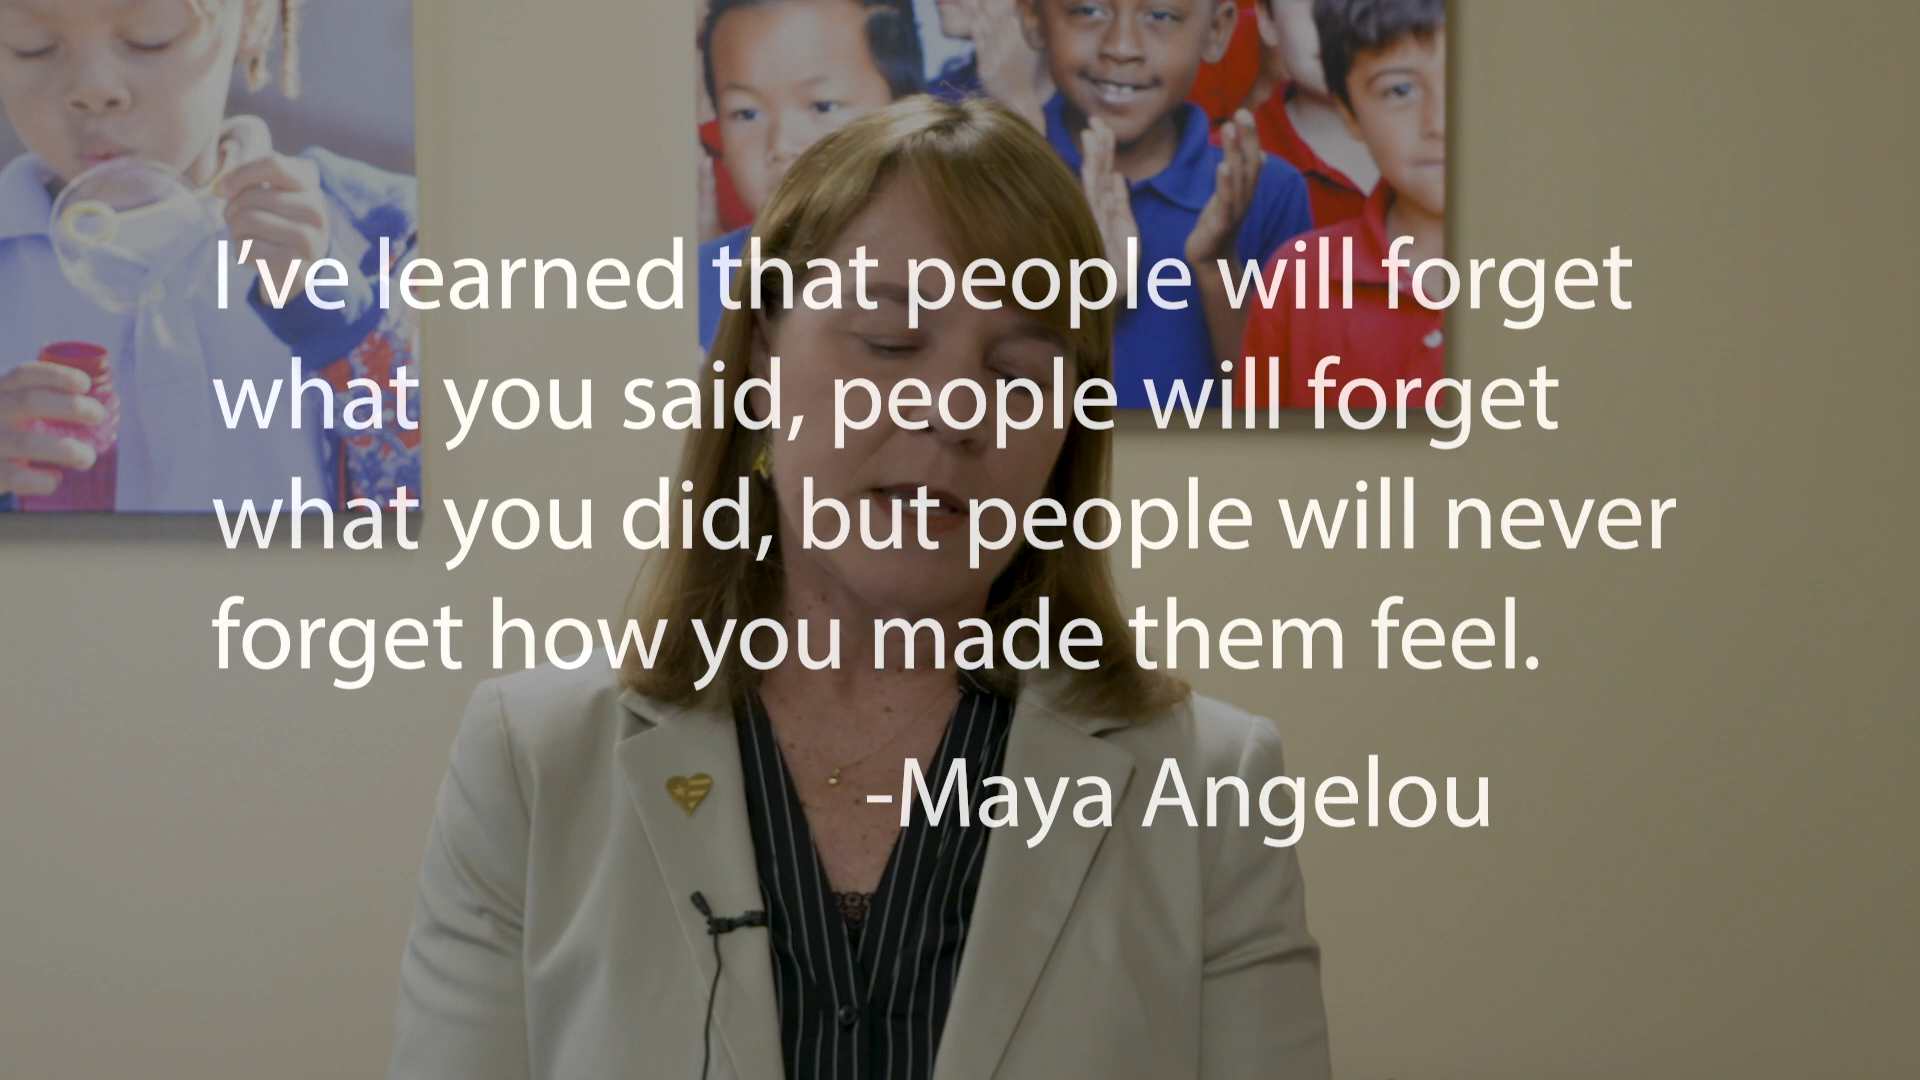 I’ve learned that people will forget
what you said, people will forget
what you did, but people will never
forget how you made them feel.
-Maya Angelou